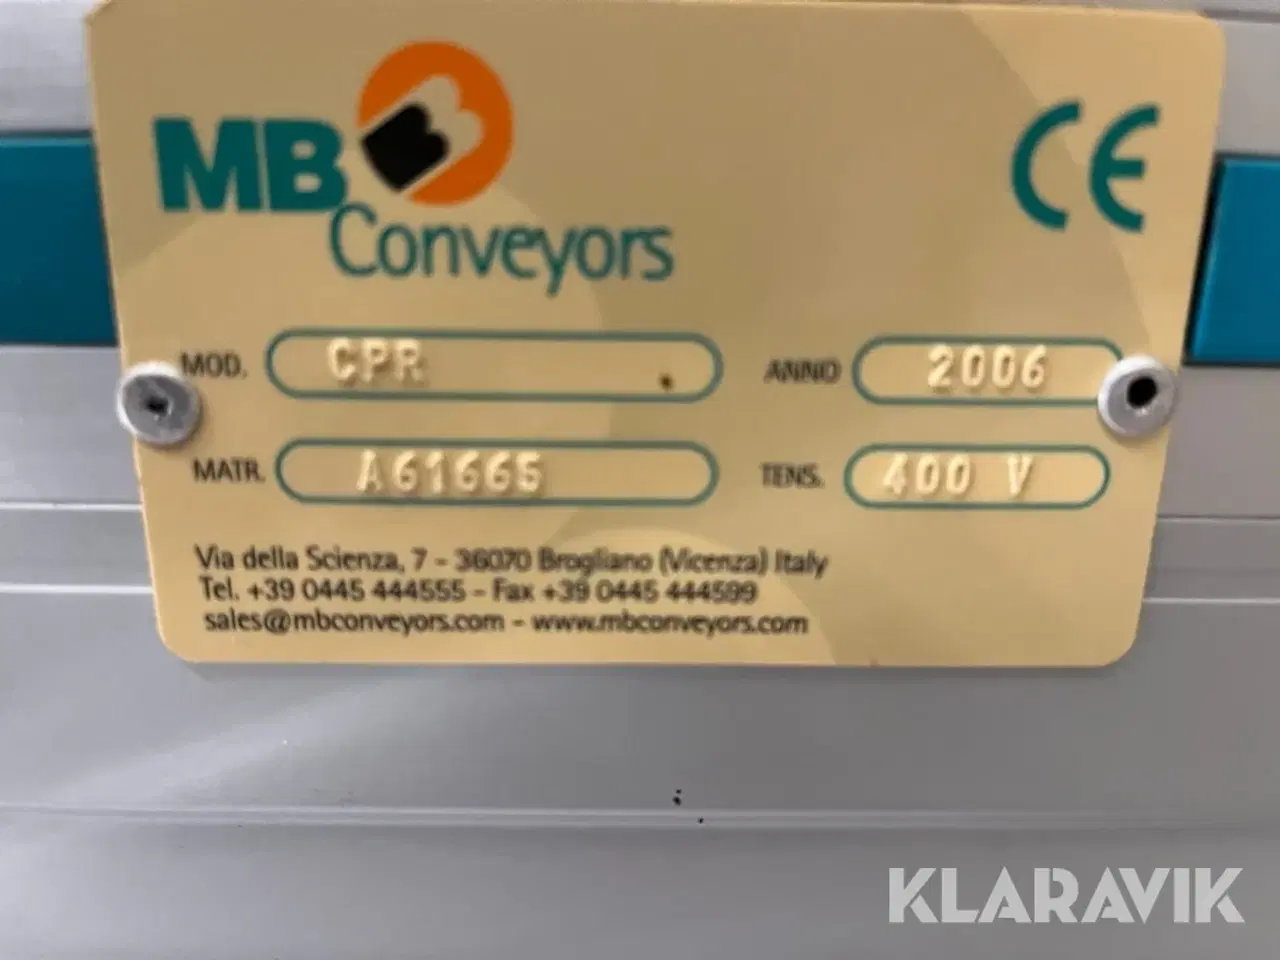 MB
Conveyors
CE
MOD. CPR ANNO 2006
MATR. A61665 TENS. 400 V
Via della Scienza, 7 - 36070 Brogliano (Vicenza) Italy
Tel. +39 0445 444555 - Fax +39 0445 444599
sales@mbconveyors.com - www.mbconveyors.com
KLARAVIK